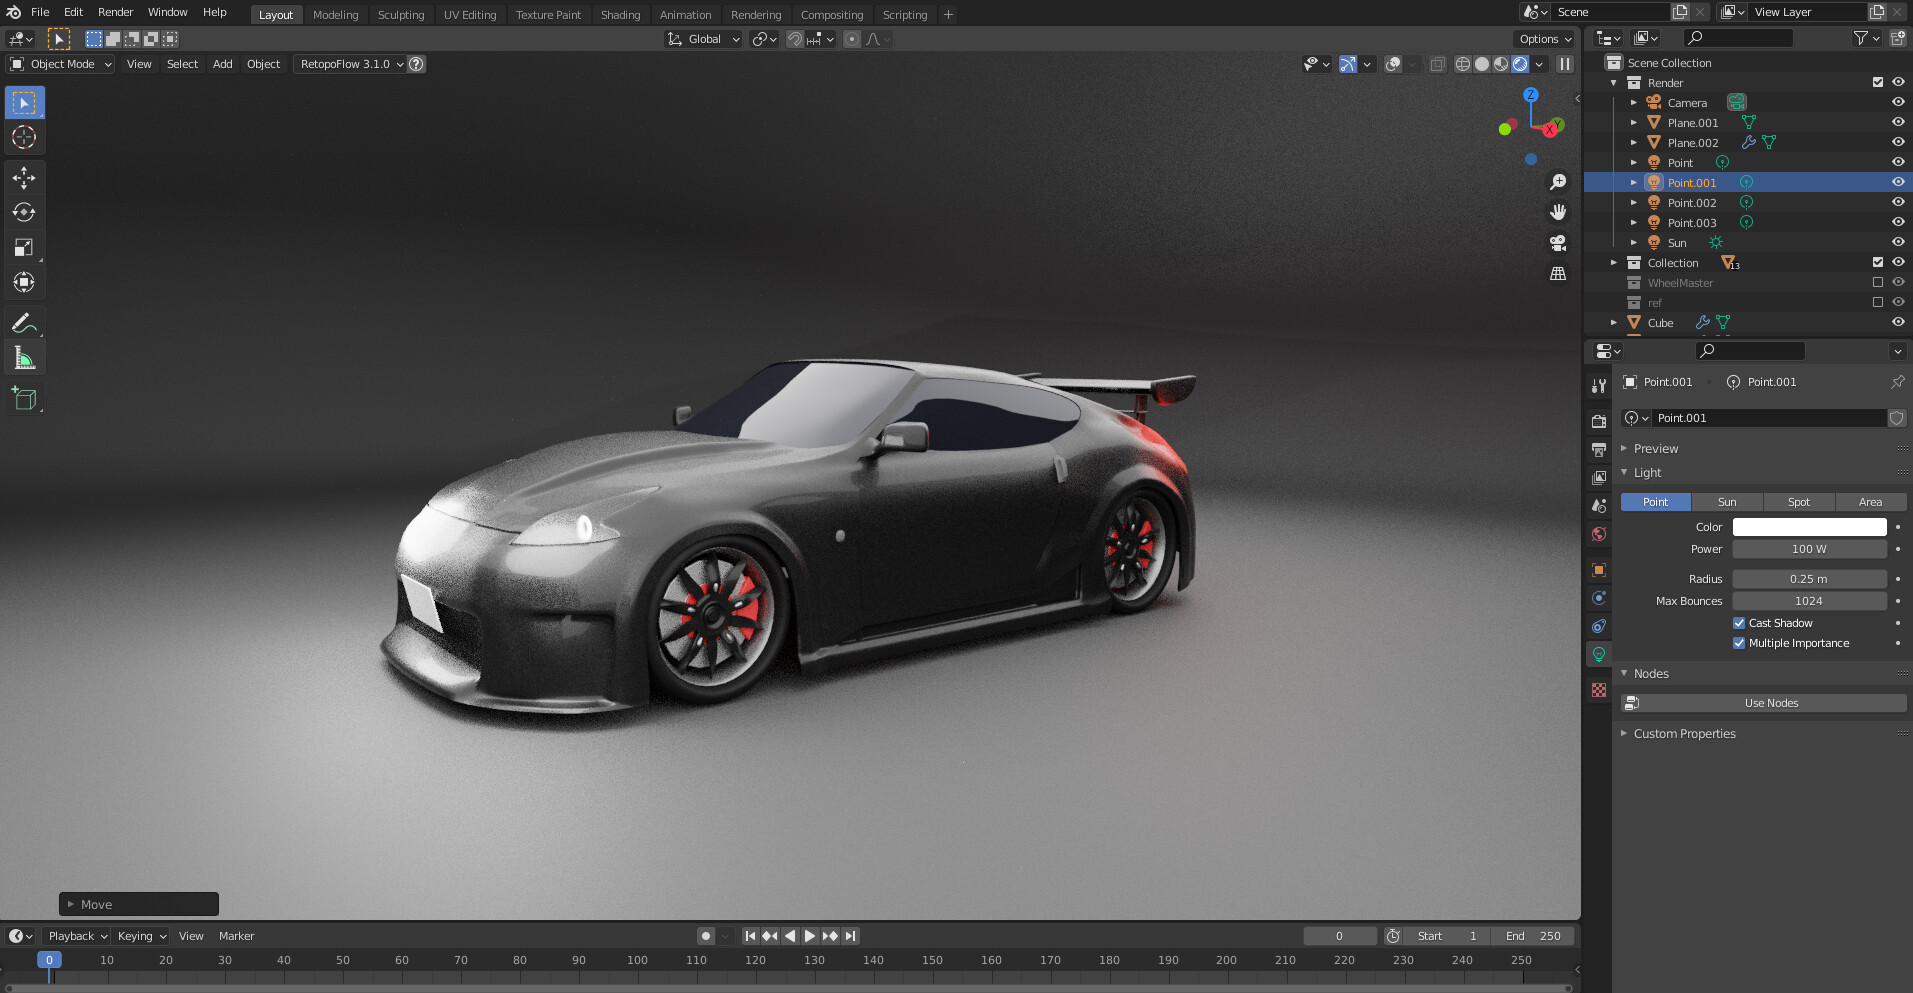 File Edit Render Window Help Layout Modeling Sculpting UV Editing Texture Paint Shading Animation Rendering Compositing Scripting + Scene View Layer
Global Options
Object Mode View Select Add Object RetopoFlow 3.1.0 ?
Z
Y
X
Scene Collection
Render
Camera
Plane.001
Plane.002
Point
Point.001
Point.002
Point.003
Sun
Collection 13
WheelMaster
ref
Cube
Point.001 Point.001
Point.001
Preview
Light
Point Sun Spot Area
Color
Power 100 W
Radius 0.25 m
Max Bounces 1024
Cast Shadow
Multiple Importance
Nodes
Use Nodes
Custom Properties
Move
Playback Keying View Marker 0 Start 1 End 250
0 10 20 30 40 50 60 70 80 90 100 110 120 130 140 150 160 170 180 190 200 210 220 230 240 250